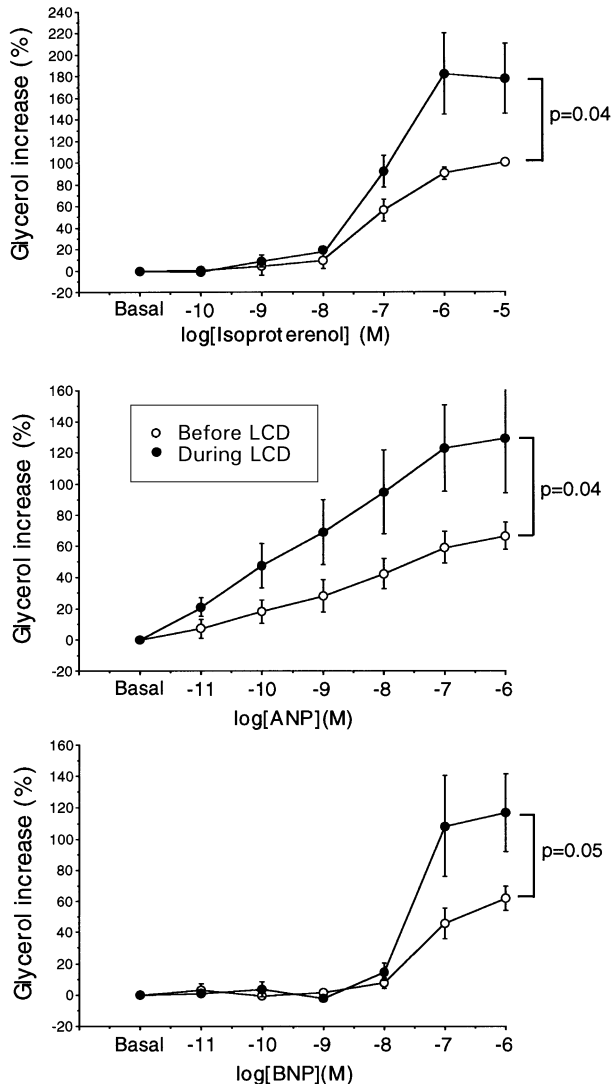 Glycerol increase (%)
240
220
200
180
160
140
120
100
80
60
40
20
0
-20
p=0.04
Basal -10 -9 -8 -7 -6 -5
log[Isoproterenol] (M)
Glycerol increase (%)
160
140
120
100
80
60
40
20
0
-20
Before LCD
During LCD
p=0.04
Basal -11 -10 -9 -8 -7 -6
log[ANP](M)
Glycerol increase (%)
160
140
120
100
80
60
40
20
0
-20
p=0.05
Basal -11 -10 -9 -8 -7 -6
log[BNP](M)